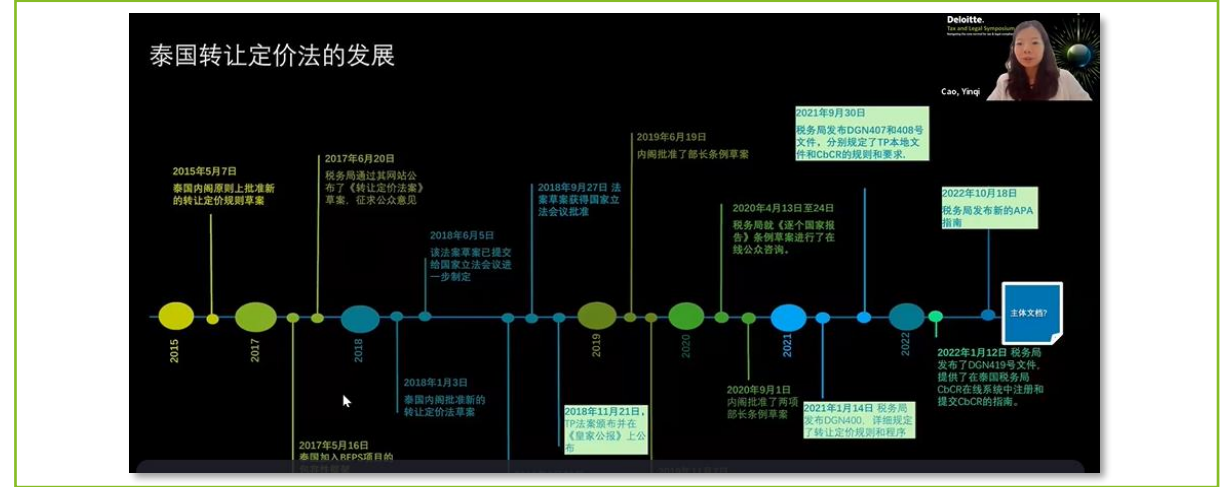 泰国转让定价法的发展
Deloitte.
Tax and Legal Symposium
Cao, Yinqi
2015年5月7日
泰国内阁原则上批准新
的转让定价规则草案
2017年6月20日
税务局通过其网站公
布了《转让定价法案》
草案，征求公众意见
2018年6月5日
该法案草案已提交
给国家立法会议进
一步制定
2018年9月27日 法
案草案获得国家立
法会议批准
2019年6月19日
内阁批准了部长条例草案
2020年4月13日至24日
税务局就《逐个国家报
告》条例草案进行了在
线公众咨询。
2021年9月30日
税务局发布DGN407和408号
文件，分别规定了TP本地文
件和CbCR的规则和要求.
2022年10月18日
税务局发布新的APA
指南
主体文档?
2015
2017
2018
2019
2020
2021
2022
2017年5月16日
泰国加入BEPS项目的
2018年1月3日
泰国内阁批准新的
转让定价法草案
2018年11月21日，
TP法案颁布并在
《皇家公报》上公
布
2020年9月1日
内阁批准了两项
部长条例草案
2021年1月14日 税务局
发布DGN400，详细规定
了转让定价规则和程序
2022年1月12日 税务局
发布了DGN419号文件，
提供了在泰国税务局
CbCR在线系统中注册和
提交CbCR的指南。